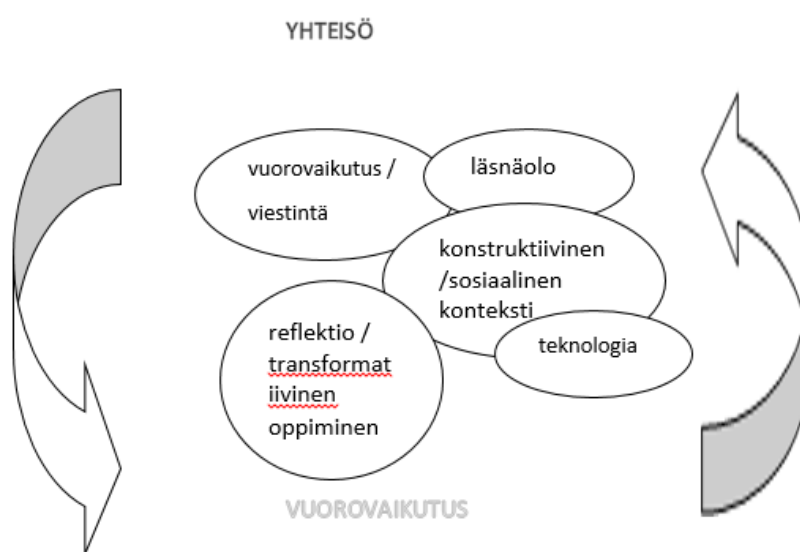 YHTEISÖ
vuorovaikutus /
viestintä
läsnäolo
konstruktiivinen
/sosiaalinen
konteksti
teknologia
reflektio /
transformat
iivinen
oppiminen
VUOROVAIKUTUS